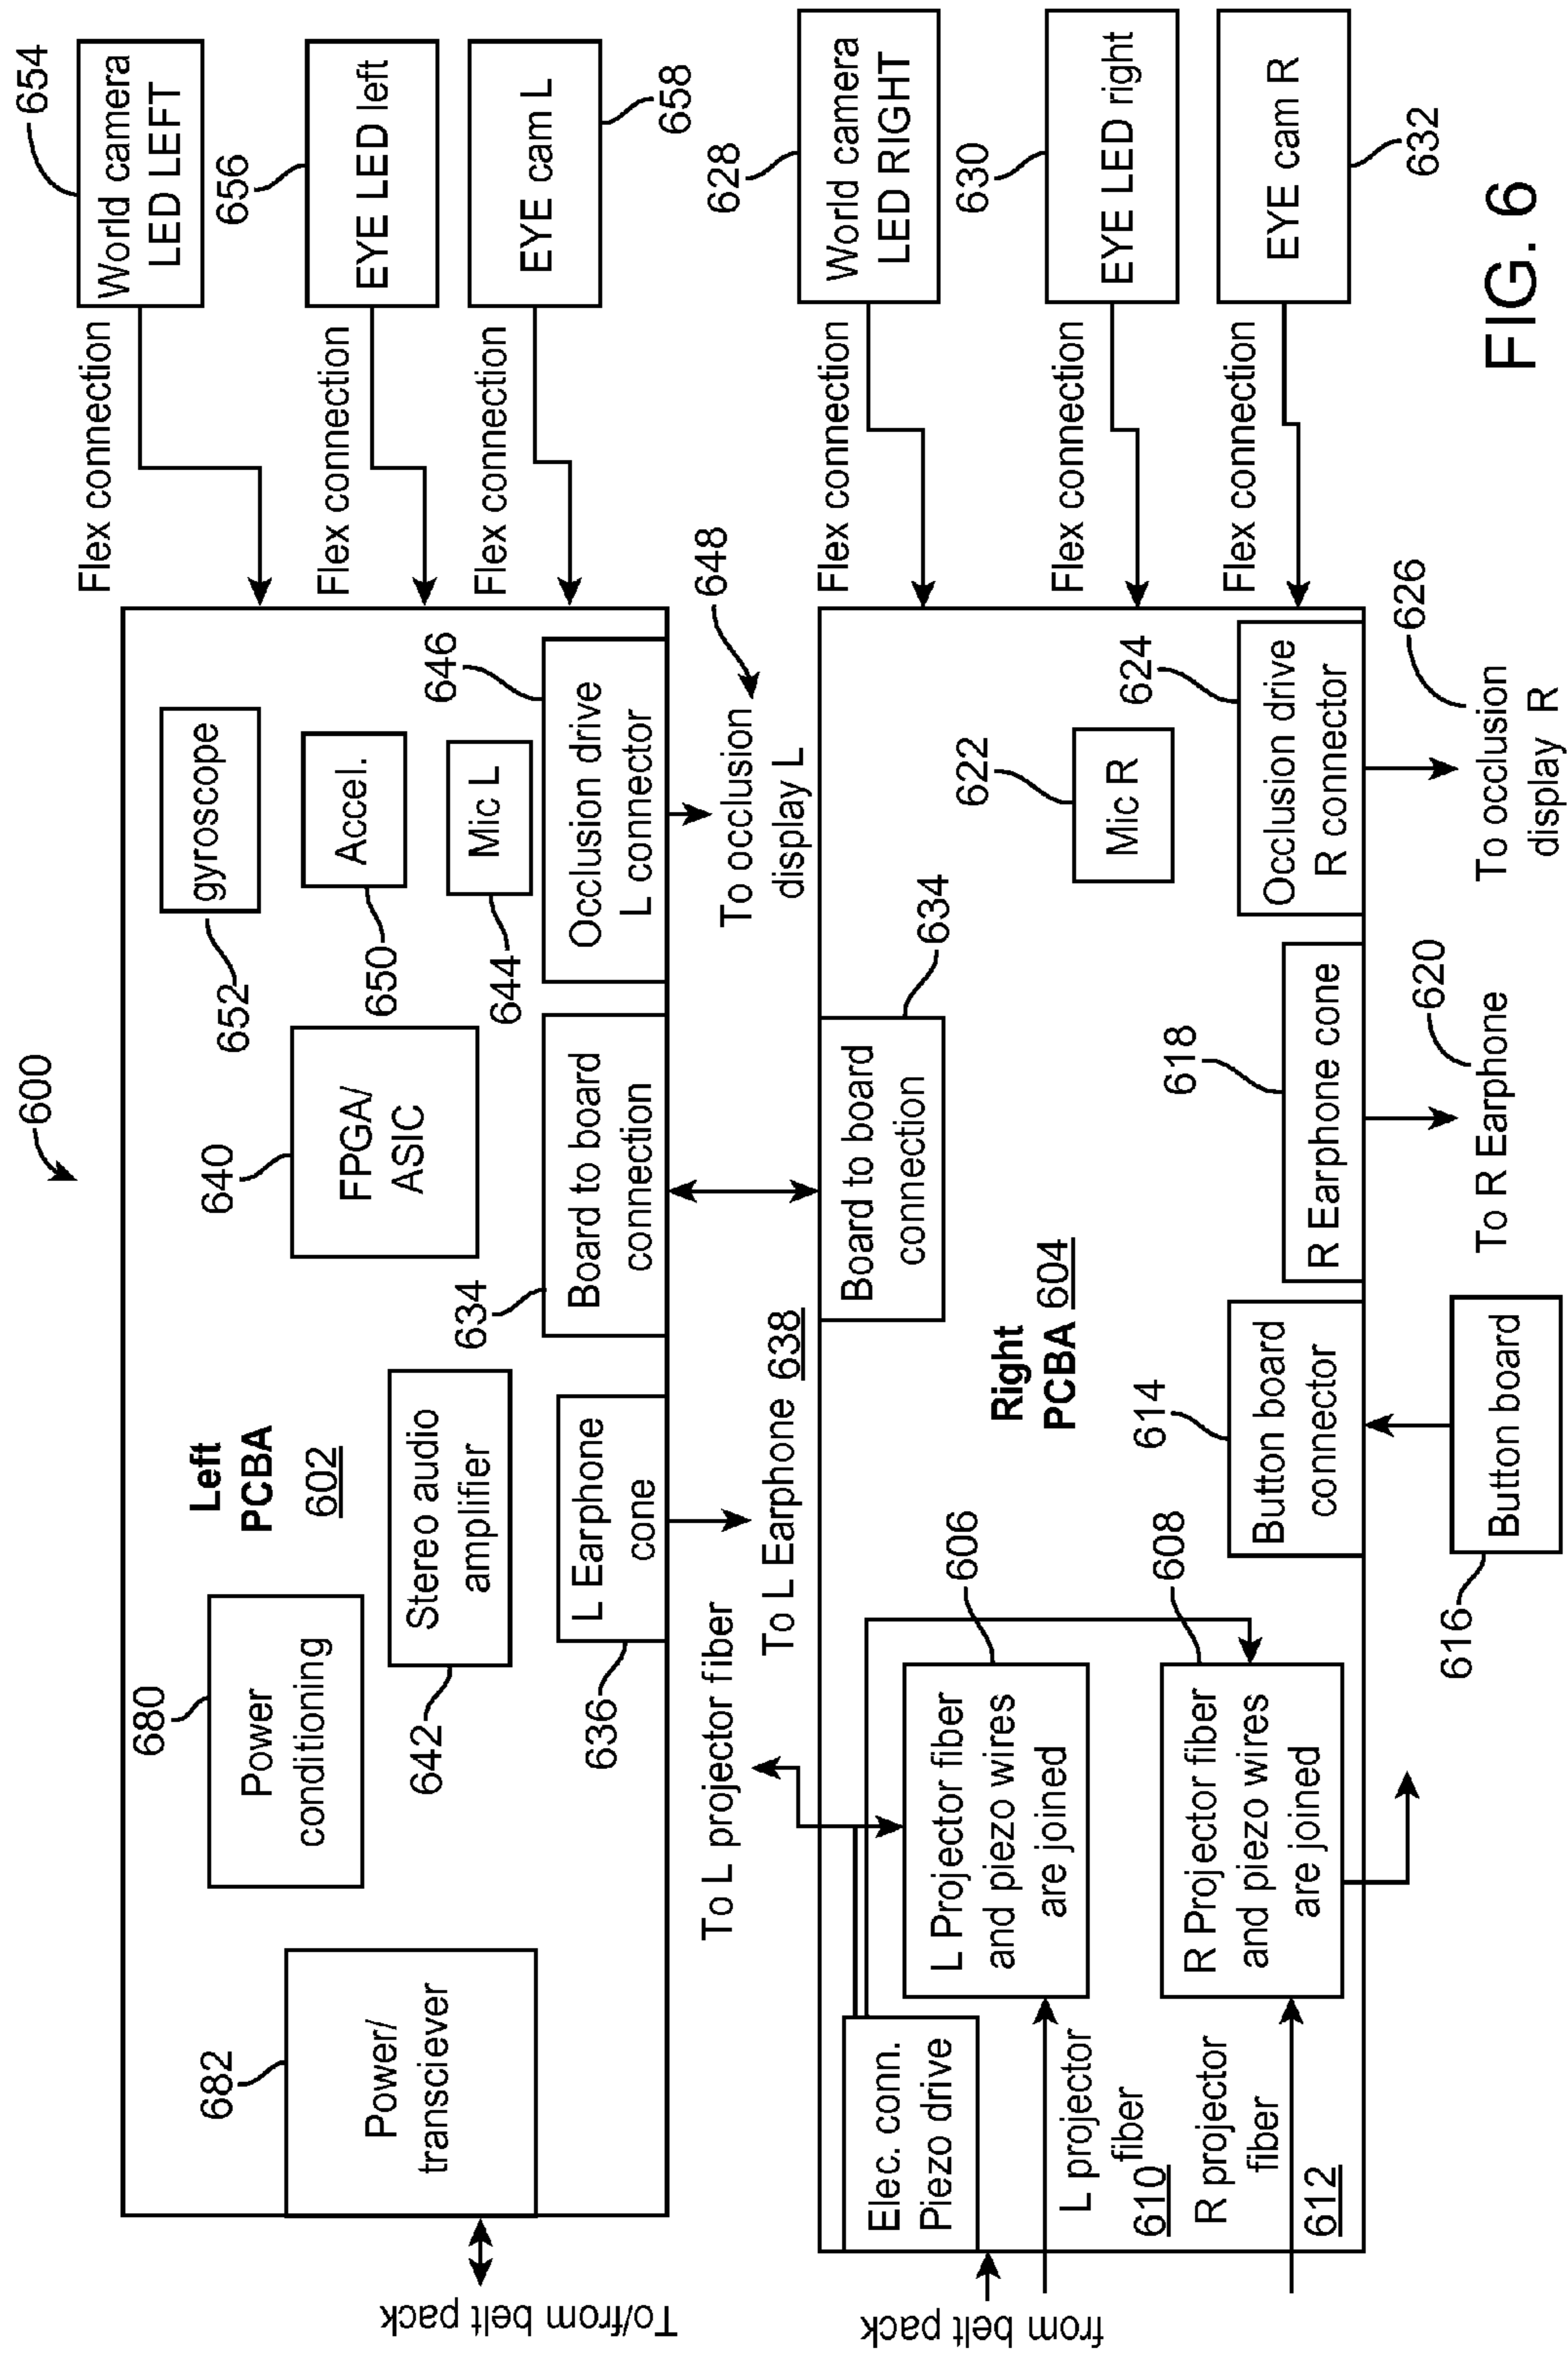 600
Left
PCBA
602
682
Power/
transciever
To/from belt pack
680
Power
conditioning
642
Stereo audio
amplifier
636
L Earphone
cone
To L Earphone 638
640
FPGA/
ASIC
634
Board to board
connection
652
gyroscope
650
Accel.
644
Mic L
646
Occlusion drive
L connector
648
To occlusion
display L
Flex connection
World camera
LED LEFT
654
Flex connection
EYE LED left
656
Flex connection
EYE cam L
658
To L projector fiber
Right
PCBA 604
from belt pack
Elec. conn.
Piezo drive
L projector
fiber
610
R projector
fiber
612
L Projector fiber
and piezo wires
are joined
606
R Projector fiber
and piezo wires
are joined
608
Board to board
connection
634
614
Button board
connector
616
Button board
618
R Earphone cone
620
To R Earphone
622
Mic R
624
Occlusion drive
R connector
626
To occlusion
display R
Flex connection
World camera
LED RIGHT
628
Flex connection
EYE LED right
630
Flex connection
EYE cam R
632
FIG. 6